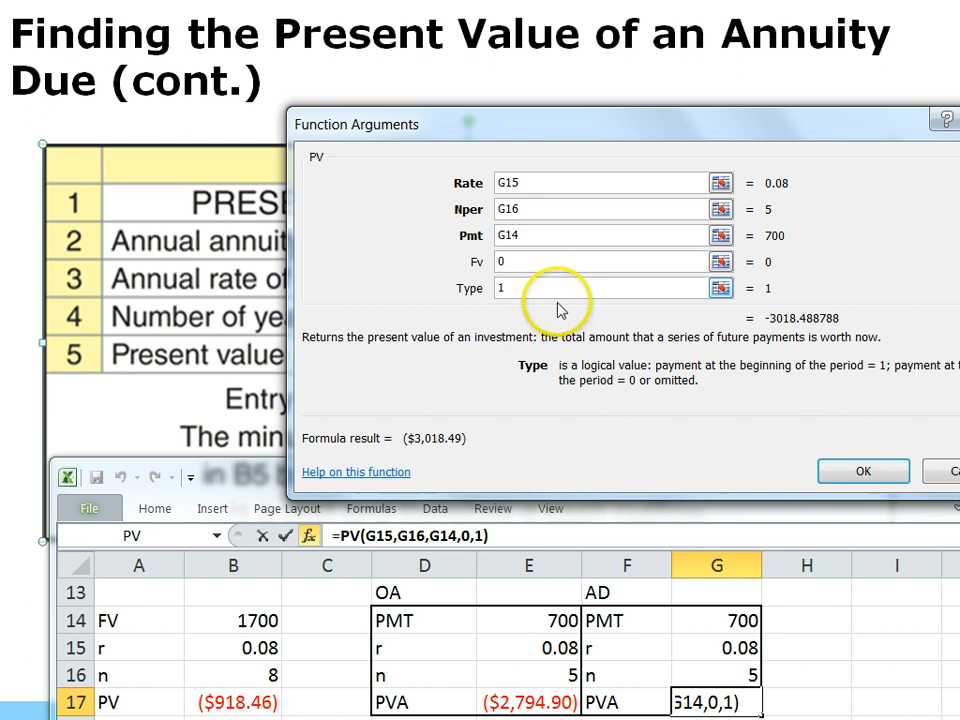 Finding the Present Value of an Annuity
Due (cont.)
Function Arguments
PV
Rate G15 = 0.08
Nper G16 = 5
Pmt G14 = 700
Fv 0 = 0
Type 1 = 1
= -3018.488788
Returns the present value of an investment: the total amount that a series of future payments is worth now.
Type is a logical value: payment at the beginning of the period = 1; payment at
the period = 0 or omitted.
Formula result = ($3,018.49)
Help on this function
OK
1
2 Annual
3 Annual rate
4 Number of
5 Present value
Entry
The
in B5
File Home Insert Page Layout Formulas Data Review View
PV =PV(G15,G16,G14,0,1)
A B C D E F G H I
13 OA AD
14 FV 1700 PMT 700 PMT 700
15 r 0.08 r 0.08 r 0.08
16 n 8 n 5 n 5
17 PV ($918.46) PVA ($2,794.90) PVA G14,0,1)